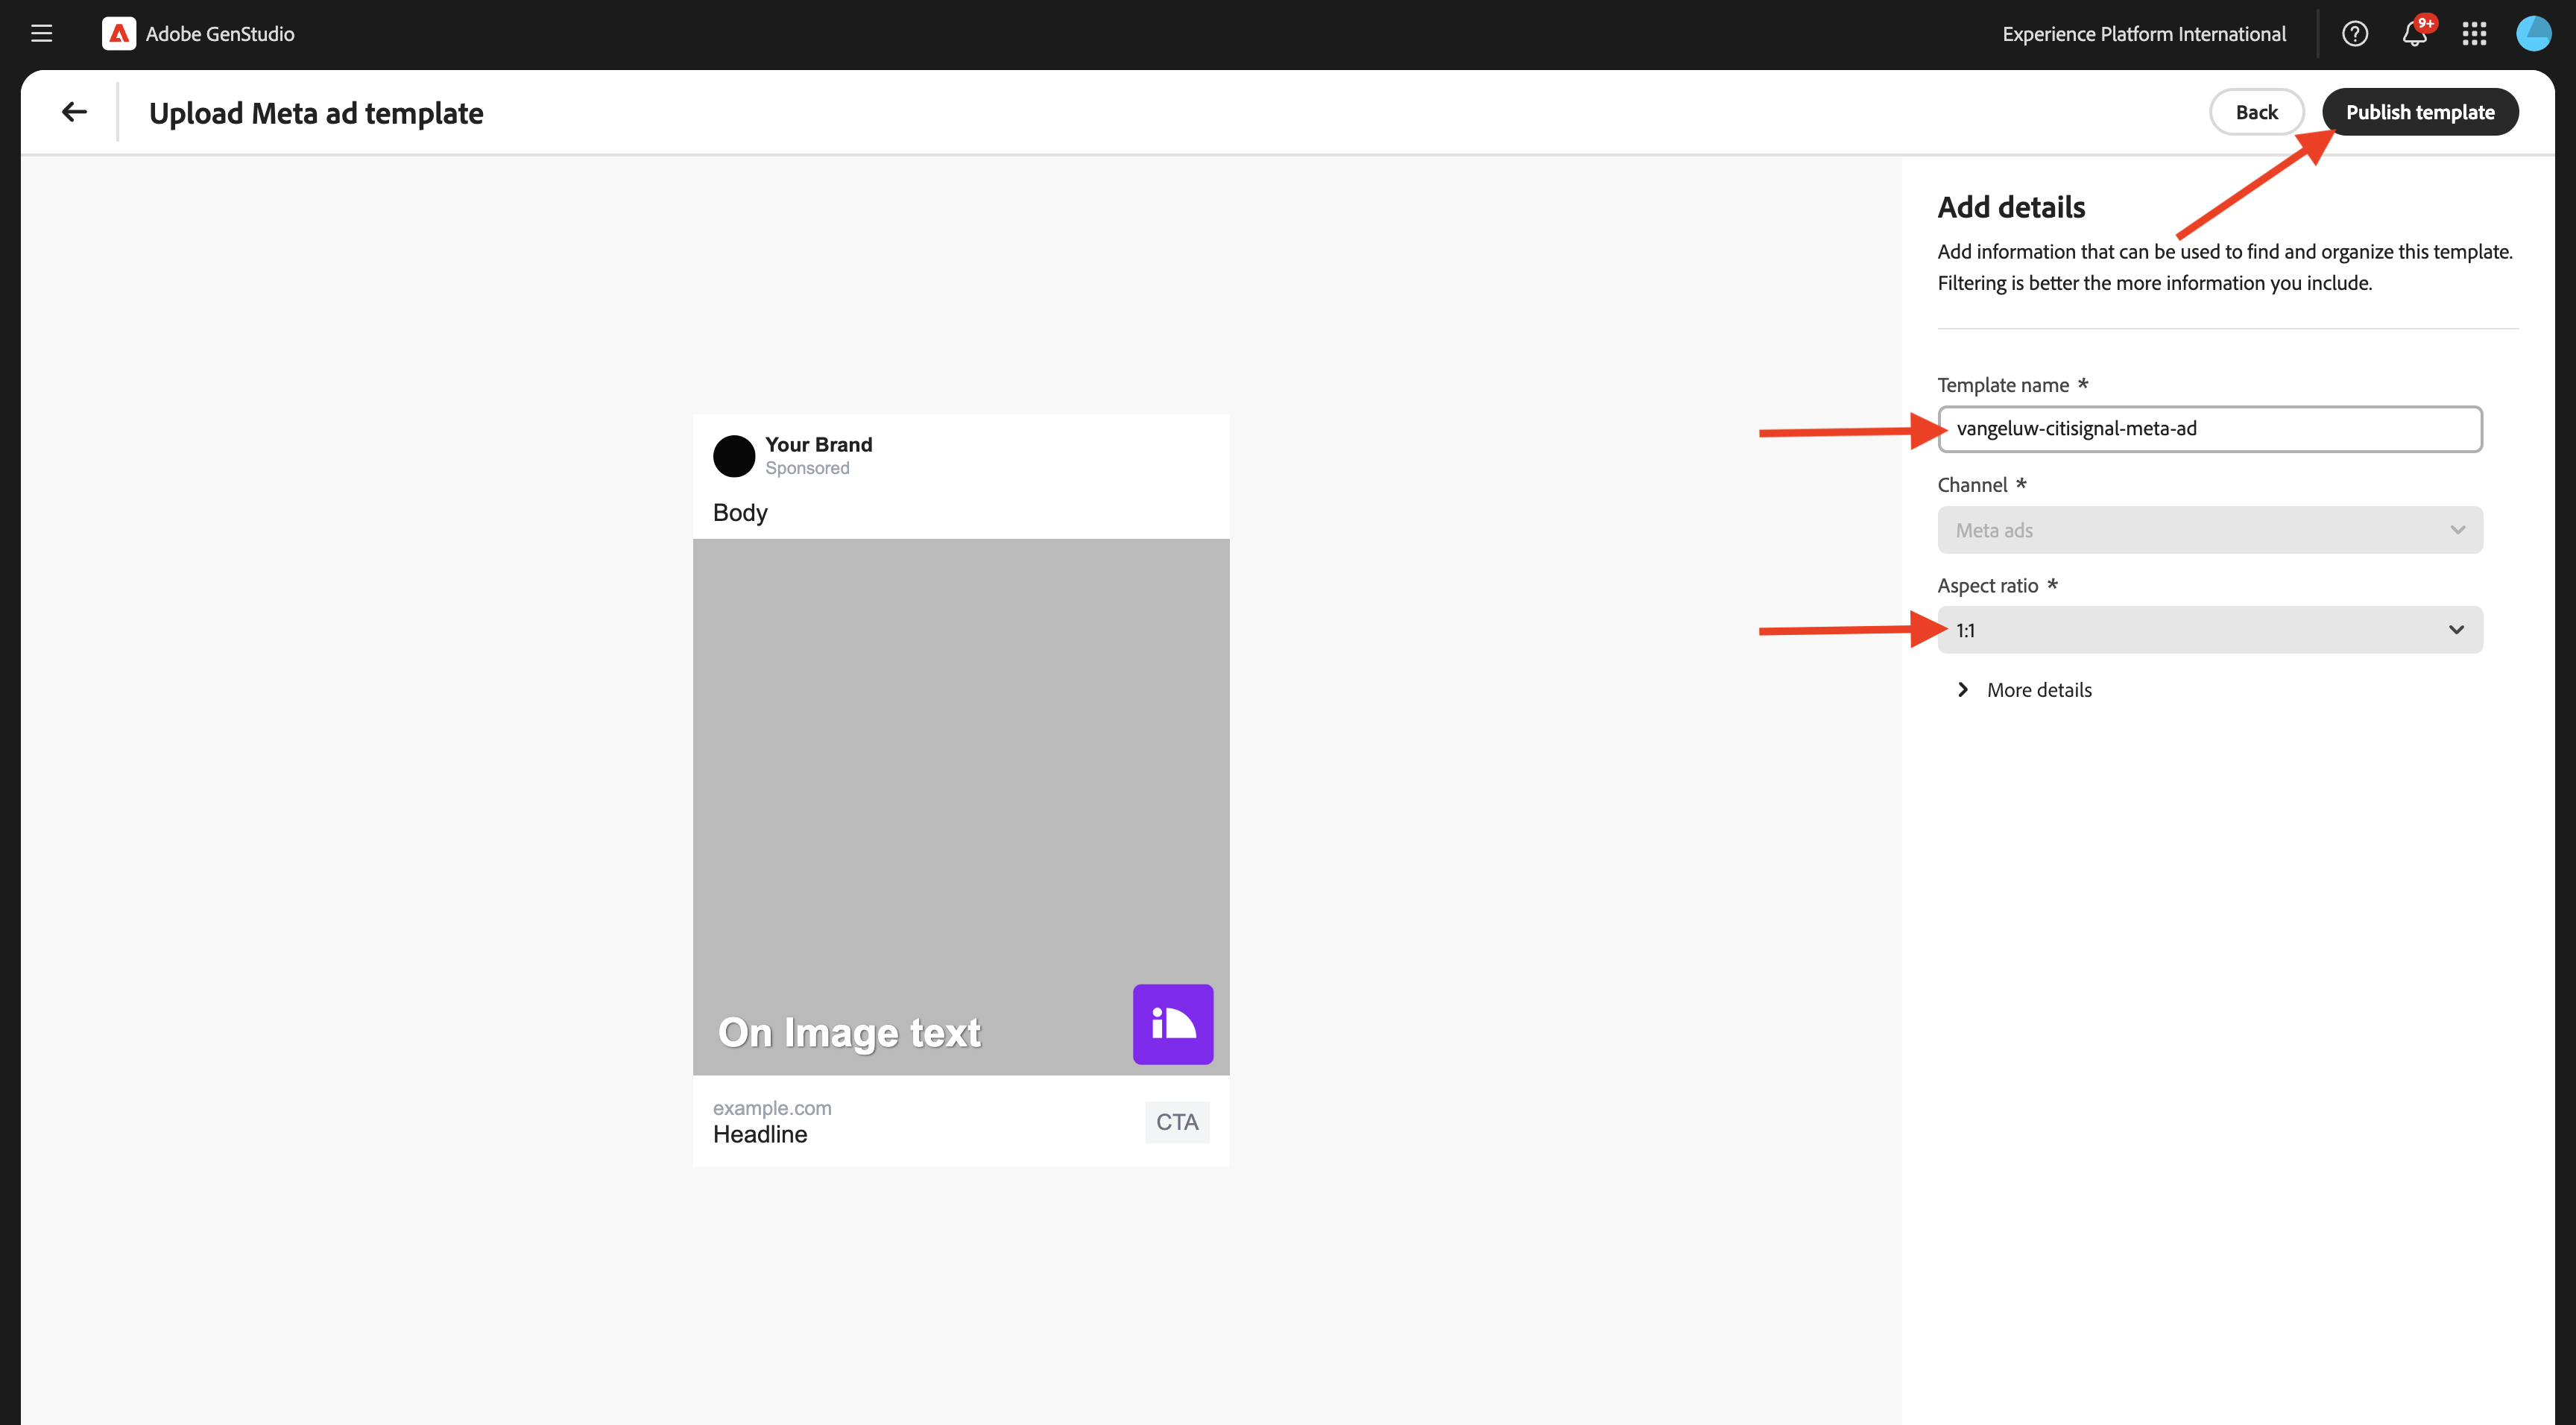 Adobe GenStudio
Experience Platform International
9+
Upload Meta ad template
Back
Publish template
Add details
Add information that can be used to find and organize this template.
Filtering is better the more information you include.
Template name *
vangeluw-citisignal-meta-ad
Channel *
Meta ads
Aspect ratio *
1:1
More details
Your Brand
Sponsored
Body
On Image text
example.com
Headline
CTA